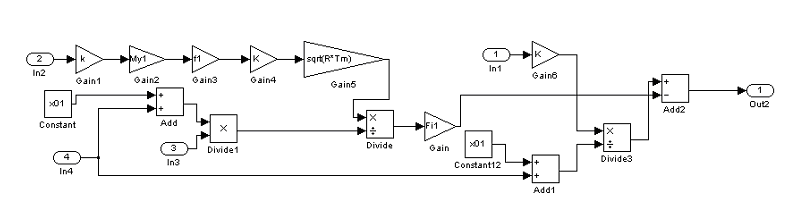 2
In2
k
Gain1
My1
Gain2
f1
Gain3
K
Gain4
sqrt(R*Tm)
Gain5
1
In1
K
Gain6
x01
Constant
+
+
Add
×
Divide1
3
In3
4
In4
×
÷
Divide
Fi1
Gain
x01
Constant12
+
+
Add1
×
÷
Divide3
+
−
Add2
1
Out2